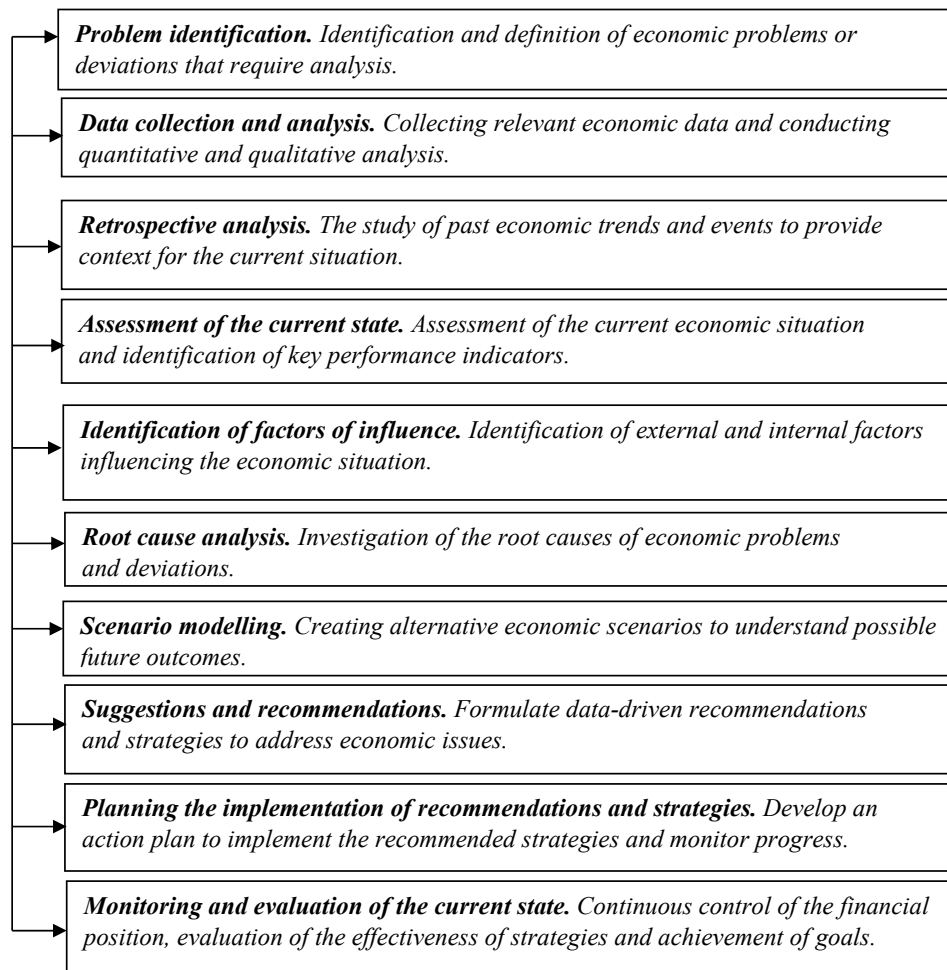 Problem identification. Identification and definition of economic problems or
deviations that require analysis.
Data collection and analysis. Collecting relevant economic data and conducting
quantitative and qualitative analysis.
Retrospective analysis. The study of past economic trends and events to provide
context for the current situation.
Assessment of the current state. Assessment of the current economic situation
and identification of key performance indicators.
Identification of factors of influence. Identification of external and internal factors
influencing the economic situation.
Root cause analysis. Investigation of the root causes of economic problems
and deviations.
Scenario modelling. Creating alternative economic scenarios to understand possible
future outcomes.
Suggestions and recommendations. Formulate data-driven recommendations
and strategies to address economic issues.
Planning the implementation of recommendations and strategies. Develop an
action plan to implement the recommended strategies and monitor progress.
Monitoring and evaluation of the current state. Continuous control of the financial
position, evaluation of the effectiveness of strategies and achievement of goals.